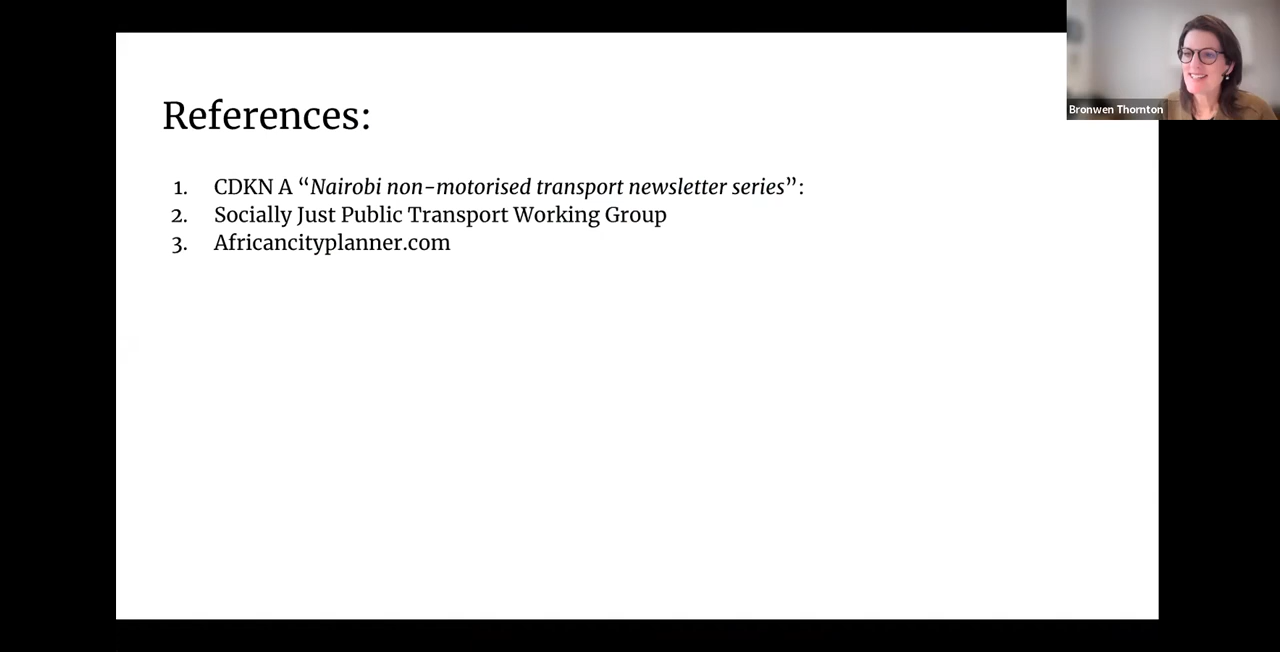 References:
1. CDKN A “Nairobi non-motorised transport newsletter series”:
2. Socially Just Public Transport Working Group
3. Africancityplanner.com
Bronwen Thornton